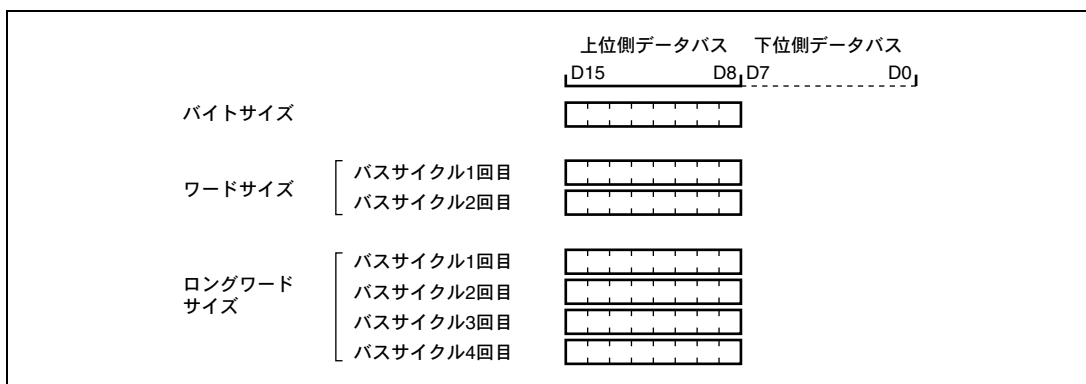 上位側データバス 下位側データバス
D15 D8 D7 D0
バイトサイズ
ワードサイズ
バスサイクル1回目
バスサイクル2回目
ロングワード
サイズ
バスサイクル1回目
バスサイクル2回目
バスサイクル3回目
バスサイクル4回目